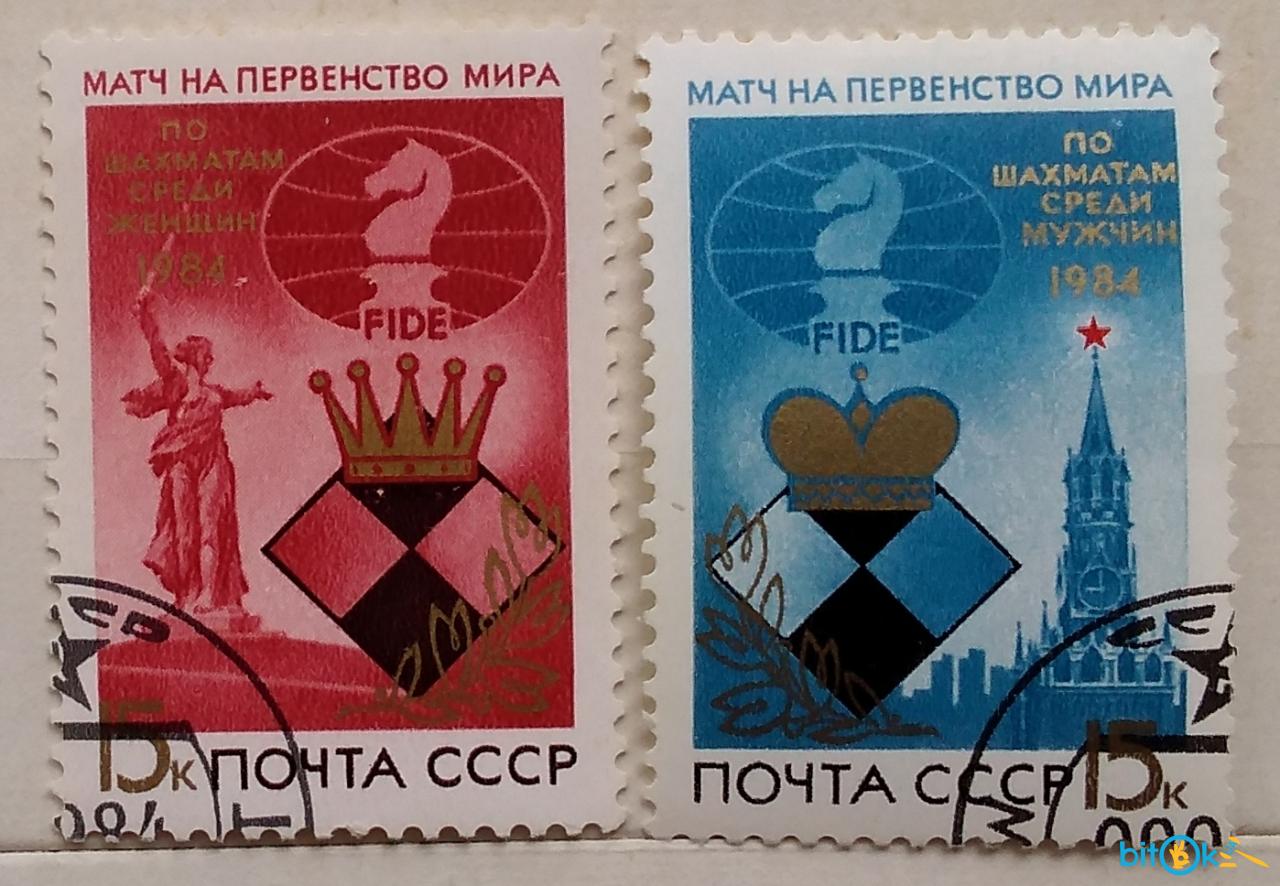 МАТЧ НА ПЕРВЕНСТВО МИРА
ПО
ШАХМАТАМ
СРЕДИ
ЖЕНЩИН
1984
FIDE
15к
ПОЧТА СССР
МАТЧ НА ПЕРВЕНСТВО МИРА
ПО
ШАХМАТАМ
СРЕДИ
МУЖЧИН
1984
FIDE
ПОЧТА СССР
15к
bitOk